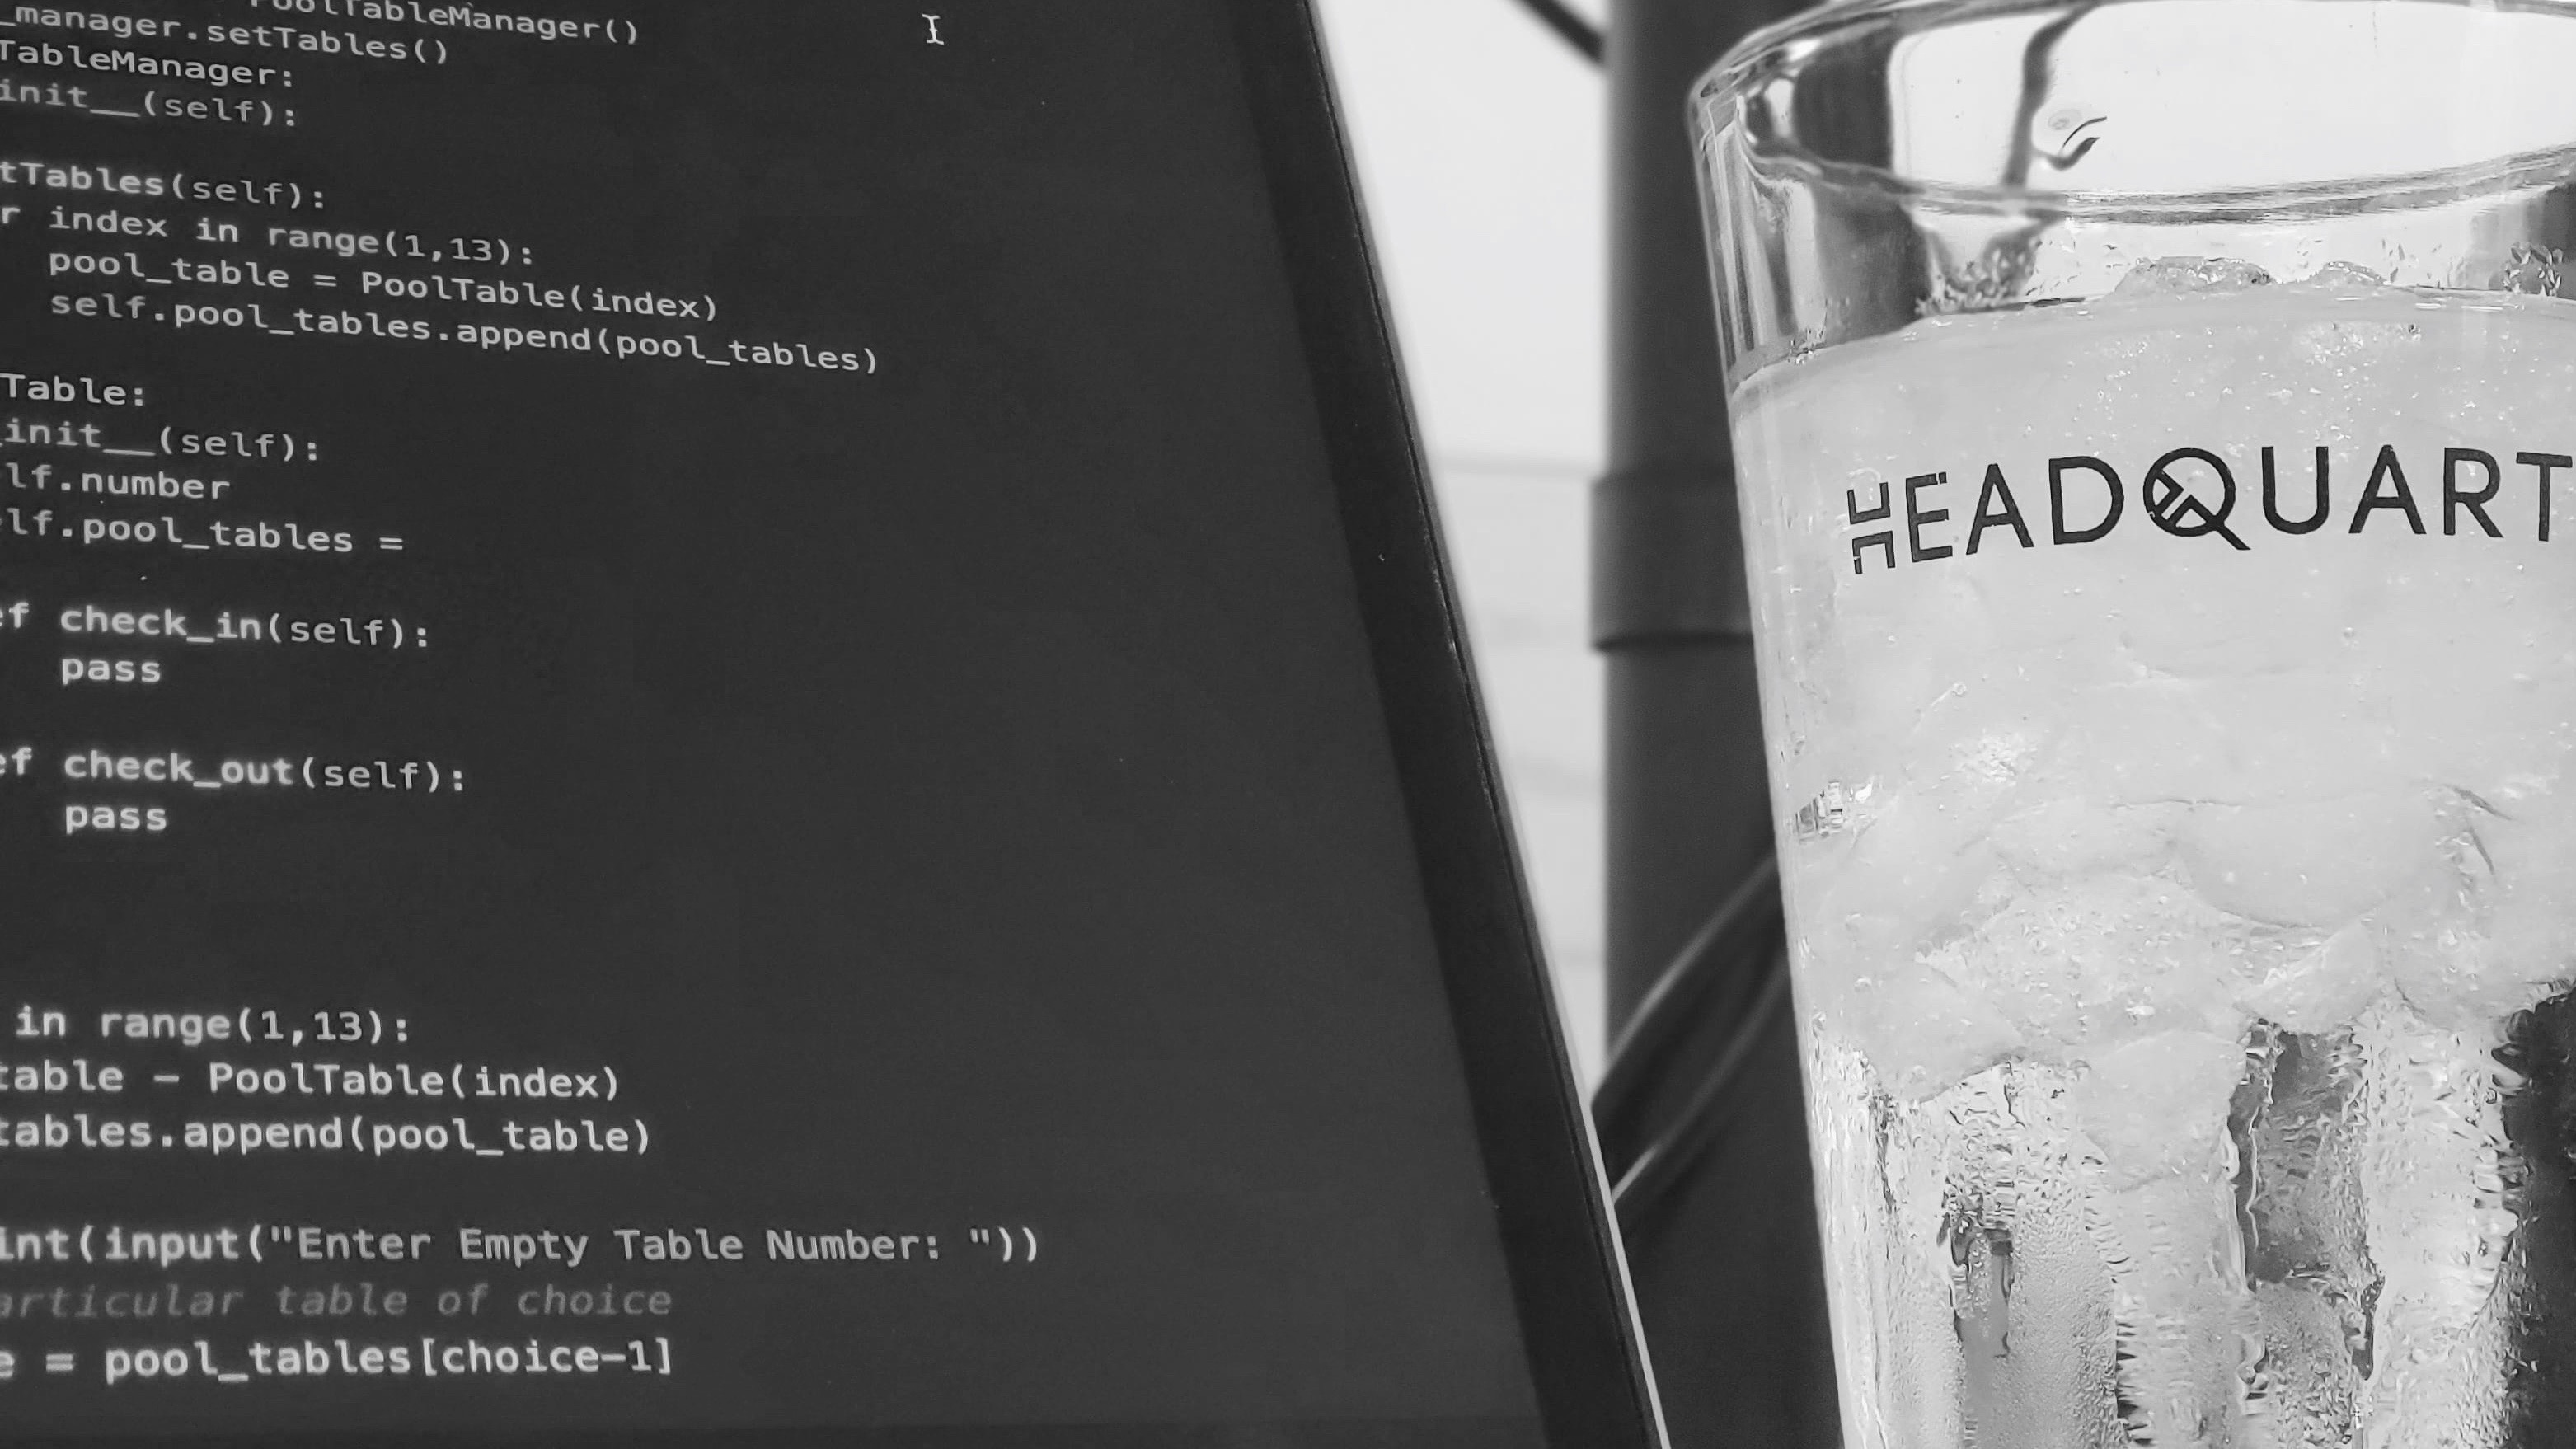 PoolTableManager()
_manager.setTables()
TableManager:
init__(self):
tTables(self):
r index in range(1,13):
pool_table = PoolTable(index)
self.pool_tables.append(pool_tables)
Table:
_init__(self):
lf.number
lf.pool_tables =
ef check_in(self):
pass
ef check_out(self):
pass
in range(1,13):
table - PoolTable(index)
tables.append(pool_table)
int(input("Enter Empty Table Number: "))
articular table of choice
e = pool_tables[choice-1]
HEADQUART